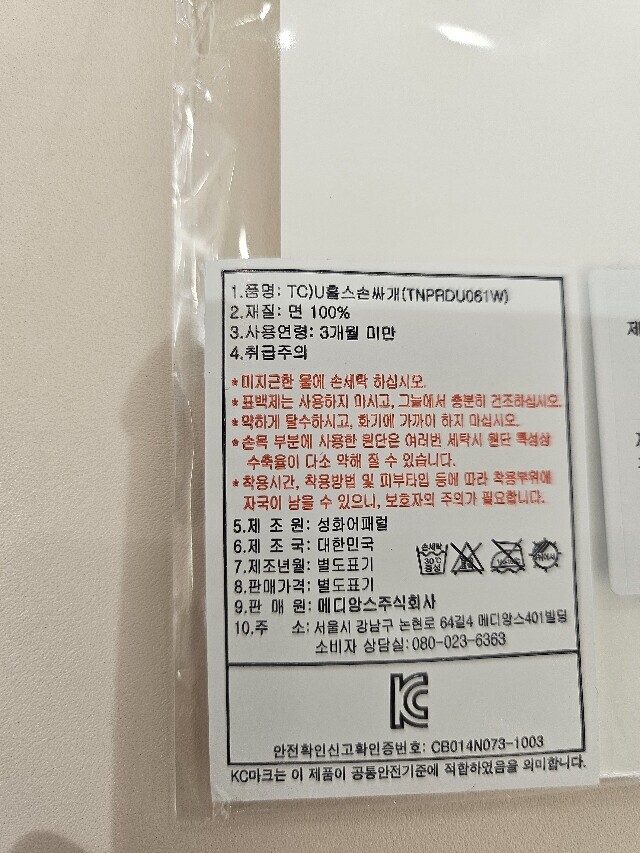 1.품명: TC)U홀스손싸개(TNPRDU061W)
2.재질: 면 100%
3.사용연령: 3개월 미만
4.취급주의
*미지근한 물에 손세탁 하십시오.
*표백제는 사용하지 마시고, 그늘에서 충분히 건조하십시오.
*약하게 탈수하시고, 화기에 가까이 하지 마십시오.
*손목 부분에 사용한 원단은 여러번 세탁시 원단 특성상
수축율이 다소 약해 질 수 있습니다.
*착용시간, 착용방법 및 피부타입 등에 따라 착용부위에
자국이 남을 수 있으니, 보호자의 주의가 필요합니다.
5.제 조 원: 성화어패럴
6.제 조 국: 대한민국
7.제조년월: 별도표기
8.판매가격: 별도표기
9.판 매 원: 메디앙스주식회사
10.주 소: 서울시 강남구 논현로 64길4 메디앙스401빌딩
소비자 상담실: 080-023-6363
손세탁
30℃
중성
KC
안전확인신고확인증번호: CB014N073-1003
KC마크는 이 제품이 공통안전기준에 적합하였음을 의미합니다.
제